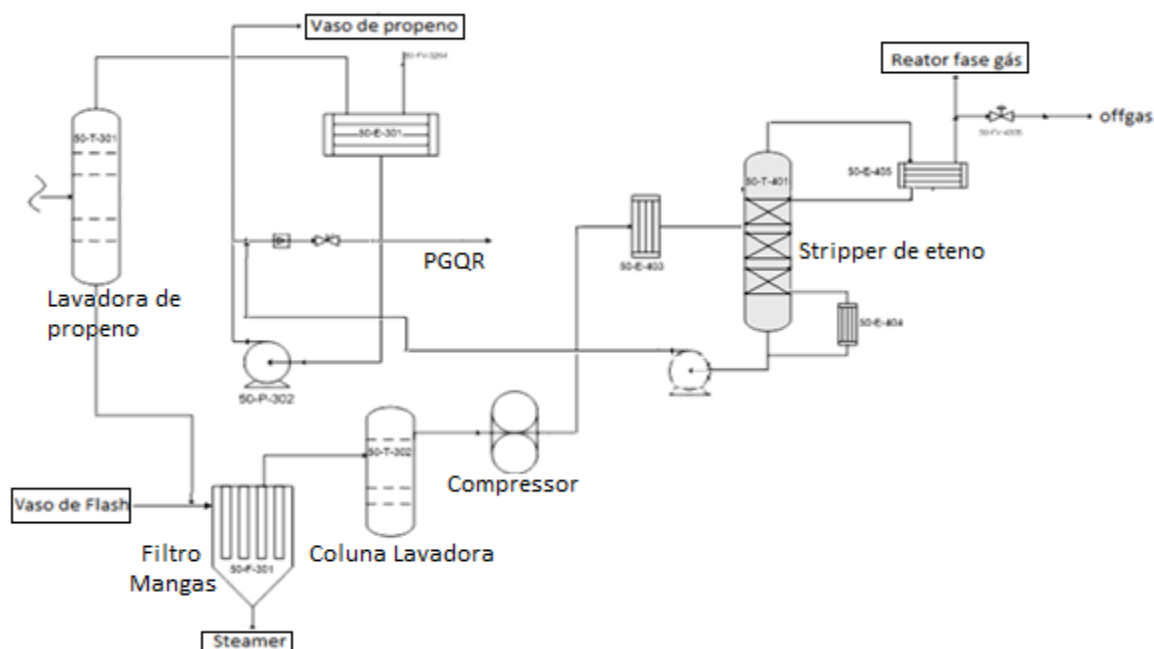 Vaso de propeno
Reator fase gás
offgas
50-T-301
50-E-301
50-T-401
50-E-405
PGQR
50-E-403
Stripper de eteno
Lavadora de
propeno
50-E-404
50-P-302
50-T-302
Compressor
Vaso de Flash
Filtro
Mangas
50-F-301
Coluna Lavadora
Steamer